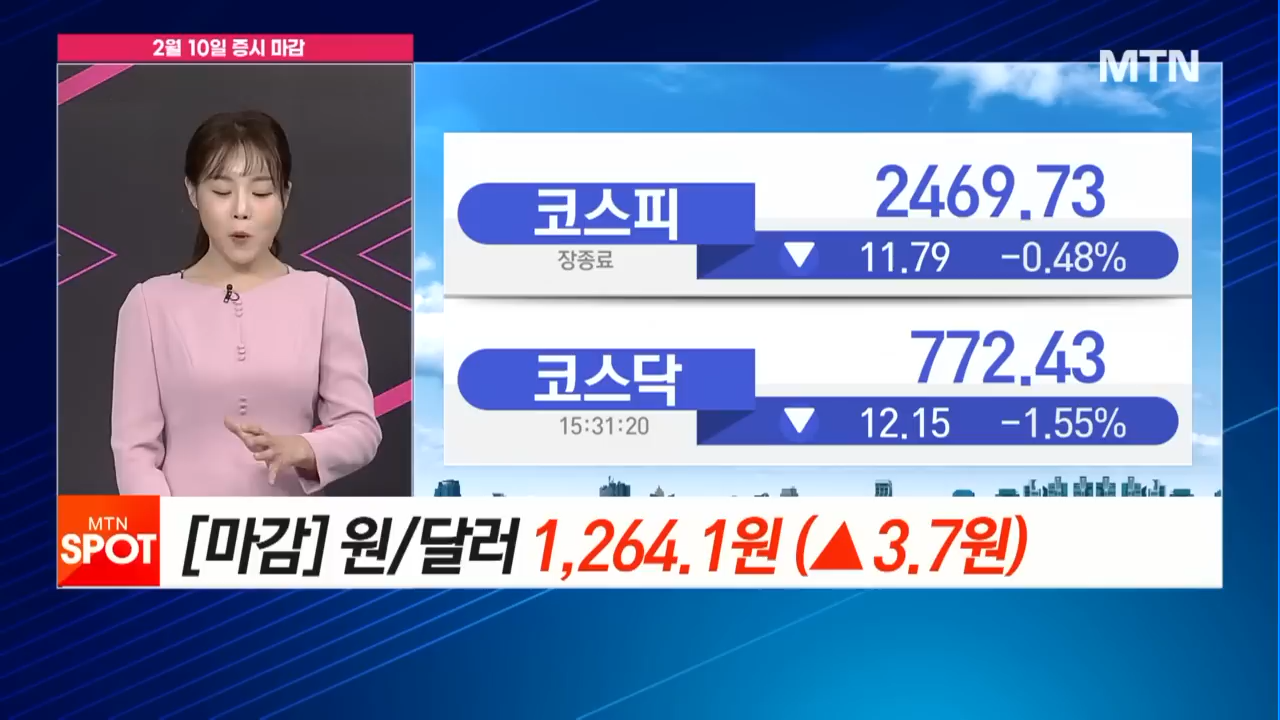 2월 10일 증시 마감
MTN
코스피
2469.73
장종료
▼ 11.79 -0.48%
코스닥
772.43
15:31:20
▼ 12.15 -1.55%
MTN
SPOT
[마감] 원/달러 1,264.1원 (▲3.7원)